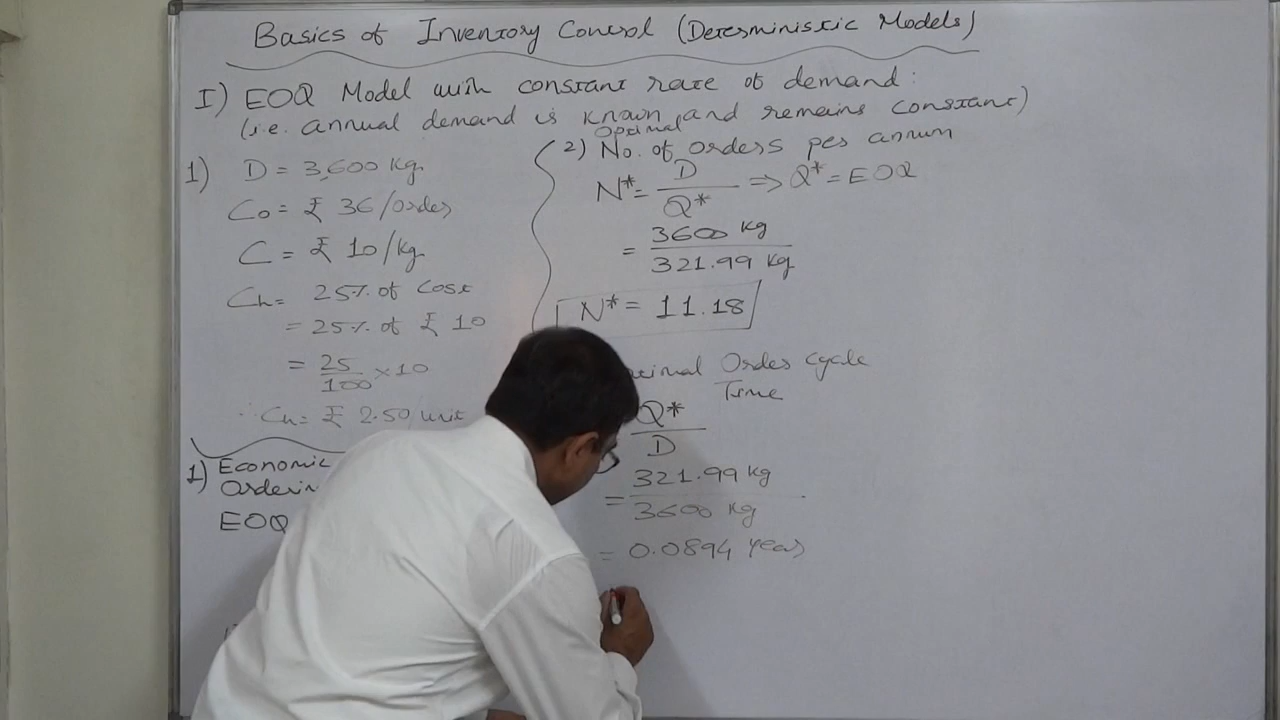 Basics of Inventory Control (Deterministic Models)
I) EOQ Model with constant rate of demand :
(i.e. annual demand is known and remains constant)
1) D = 3,600 kg
Co = ₹ 36/order
C = ₹ 10/kg
Ch = 25% of Cost
= 25% of ₹ 10
= 25/100 × 10
∴ Ch = ₹ 2.50 unit
1) Economic
EOQ
2) Optimal No. of orders per annum
N* = D/Q* ⇒ Q* = EOQ
= 3600 kg / 321.99 kg
N* = 11.18
Order Cycle
Time
Q*/D
= 321.99 kg / 3600 kg
= 0.0894 year